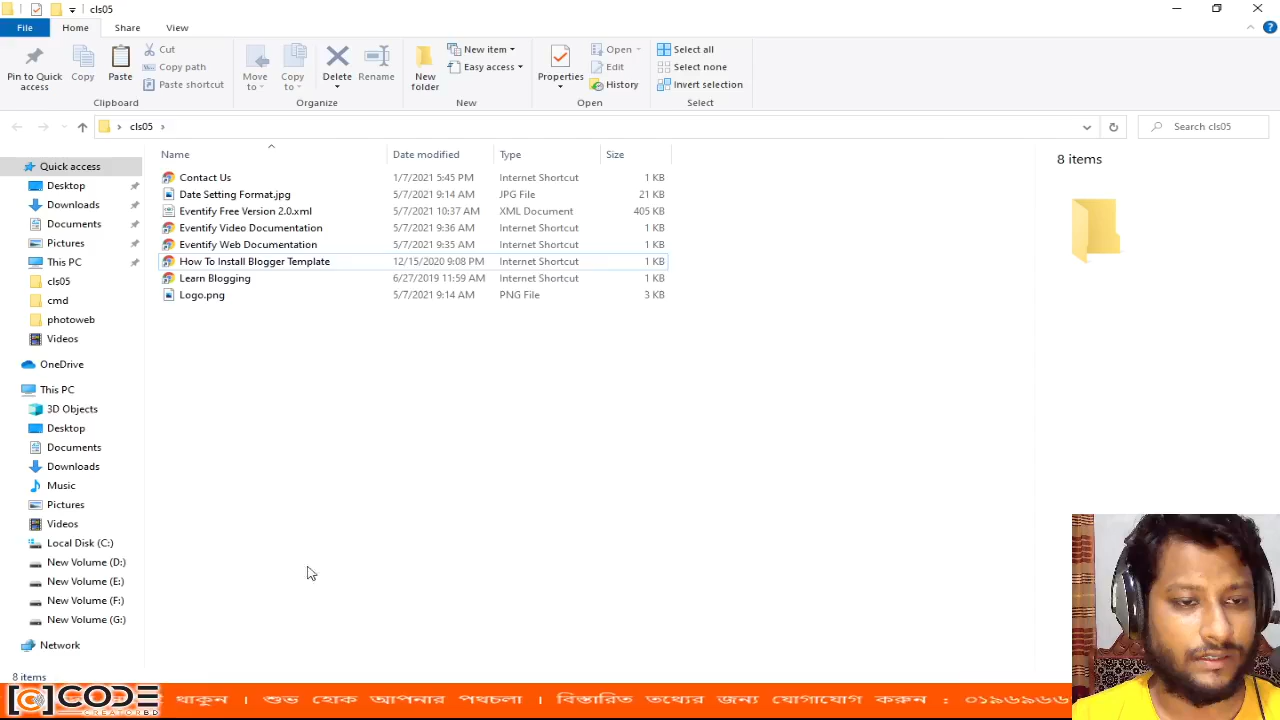 cls05
File
Home
Share
View
Pin to Quick access
Copy
Paste
Cut
Copy path
Paste shortcut
Clipboard
Move to
Copy to
Delete
Rename
Organize
New folder
New item
Easy access
New
Properties
Open
Edit
History
Open
Select all
Select none
Invert selection
Select
cls05
Search cls05
Quick access
Desktop
Downloads
Documents
Pictures
This PC
cls05
cmd
photoweb
Videos
OneDrive
This PC
3D Objects
Desktop
Documents
Downloads
Music
Pictures
Videos
Local Disk (C:)
New Volume (D:)
New Volume (E:)
New Volume (F:)
New Volume (G:)
Network
Name Date modified Type Size
Contact Us 1/7/2021 5:45 PM Internet Shortcut 1 KB
Date Setting Format.jpg 5/7/2021 9:14 AM JPG File 21 KB
Eventify Free Version 2.0.xml 5/7/2021 10:37 AM XML Document 405 KB
Eventify Video Documentation 5/7/2021 9:36 AM Internet Shortcut 1 KB
Eventify Web Documentation 5/7/2021 9:35 AM Internet Shortcut 1 KB
How To Install Blogger Template 12/15/2020 9:08 PM Internet Shortcut 1 KB
Learn Blogging 6/27/2019 11:59 AM Internet Shortcut 1 KB
Logo.png 5/7/2021 9:14 AM PNG File 3 KB
8 items
8 items
CODE
CREATORBD
থাকুন । শুভ হোক আপনার পথচলা । বিস্তারিত তথ্যের জন্য যোগাযোগ করুন : ০১৯৬৯৬৬